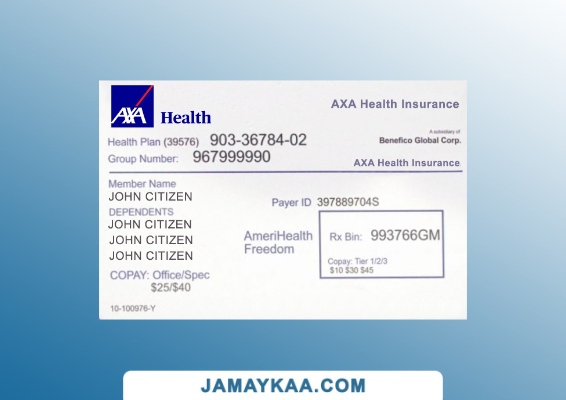 AXA Health
AXA Health Insurance
A subsidiary of
Benefico Global Corp.
Health Plan (39576) 903-36784-02
Group Number: 967999990
AXA Health Insurance
Member Name
JOHN CITIZEN
DEPENDENTS
JOHN CITIZEN
JOHN CITIZEN
JOHN CITIZEN
COPAY: Office/Spec
$25/$40
Payer ID 397889704S
AmeriHealth
Freedom
Rx Bin: 993766GM
Copay: Tier 1/2/3
$10 $30 $45
10-100976-Y
JAMAYKAA.COM